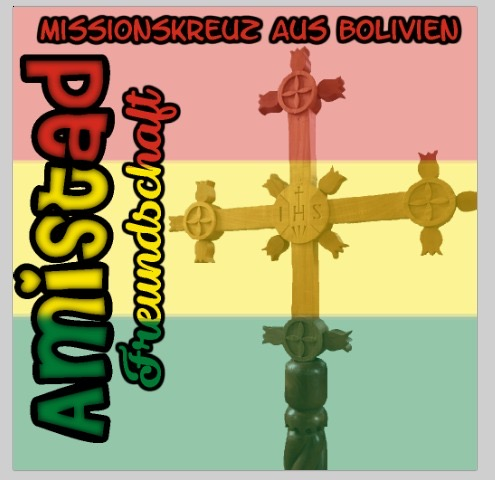 MISSIONSKREUZ AUS BOLIVIEN
Amistad
Freundschaft
IHS